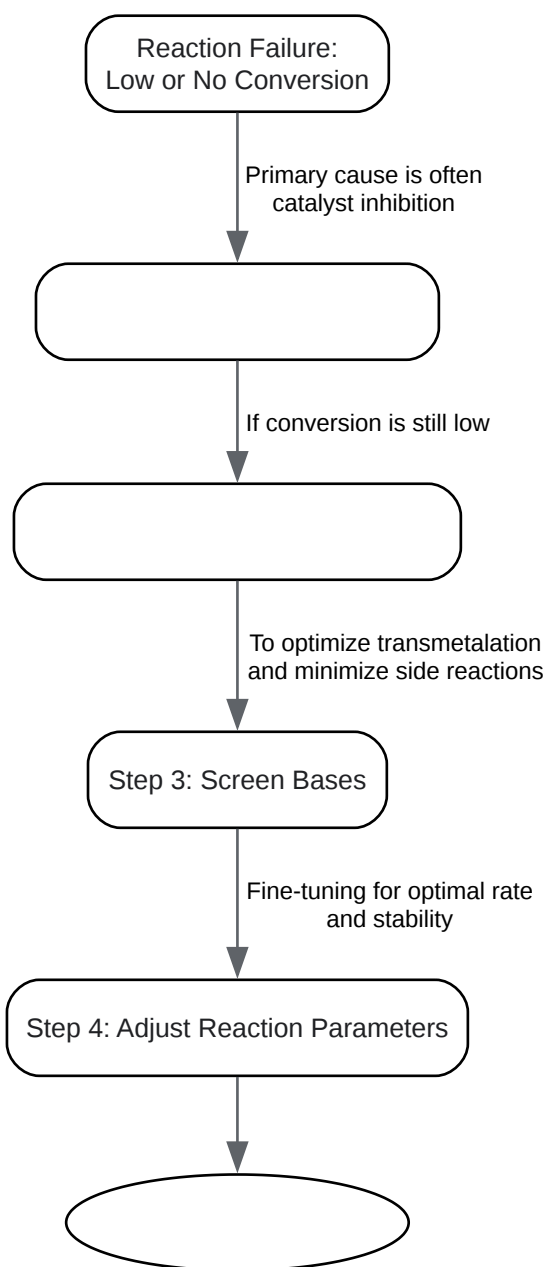 Reaction Failure:
Low or No Conversion
Primary cause is often
catalyst inhibition
If conversion is still low
To optimize transmetalation
and minimize side reactions
Step 3: Screen Bases
Fine-tuning for optimal rate
and stability
Step 4: Adjust Reaction Parameters